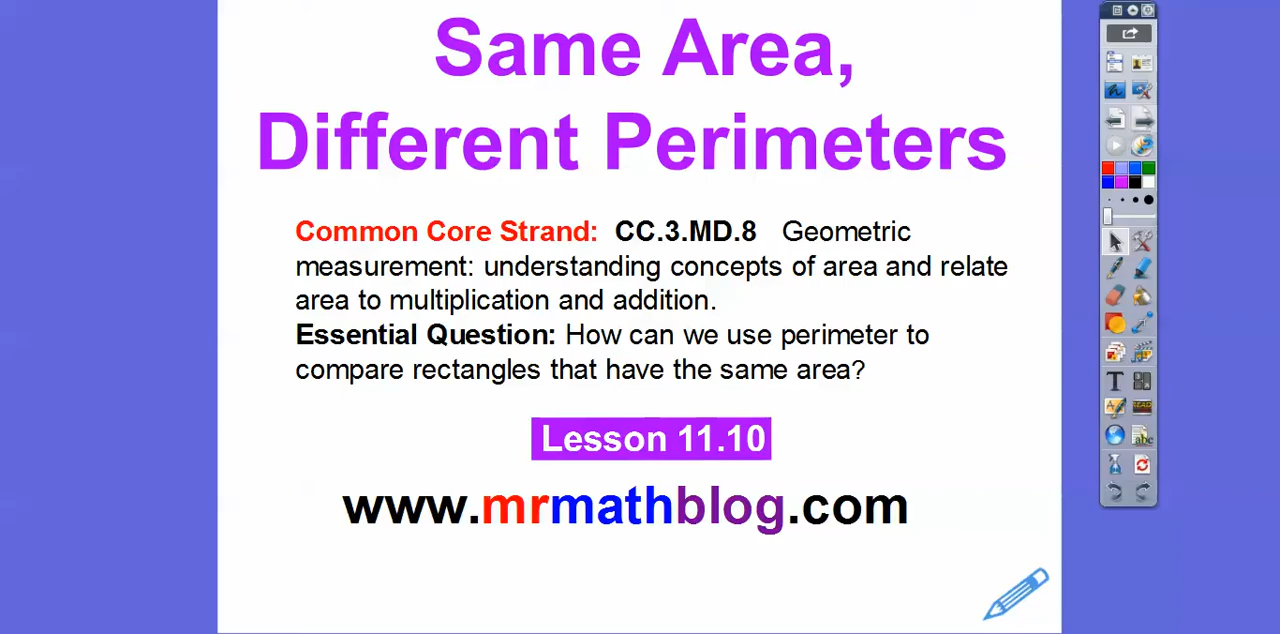 Same Area,
Different Perimeters
Common Core Strand: CC.3.MD.8 Geometric
measurement: understanding concepts of area and relate
area to multiplication and addition.
Essential Question: How can we use perimeter to
compare rectangles that have the same area?
Lesson 11.10
www.mrmathblog.com